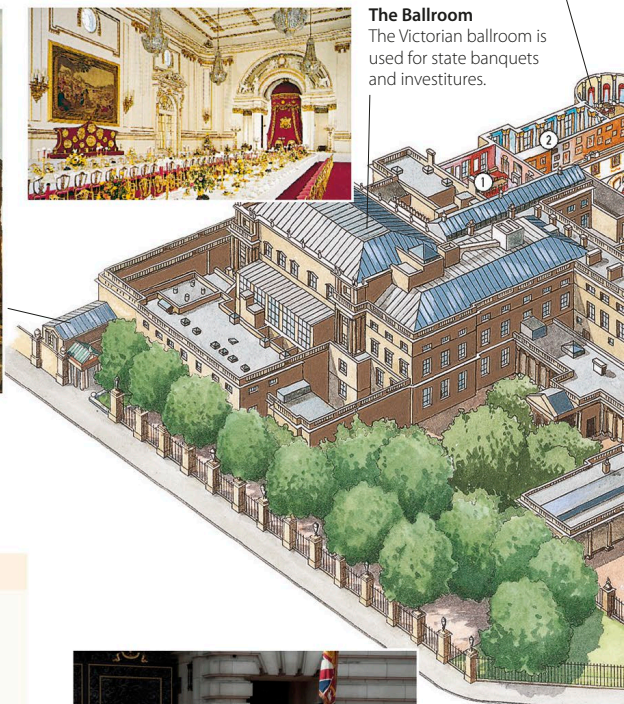 The Ballroom
The Victorian ballroom is
used for state banquets
and investitures.
2
1